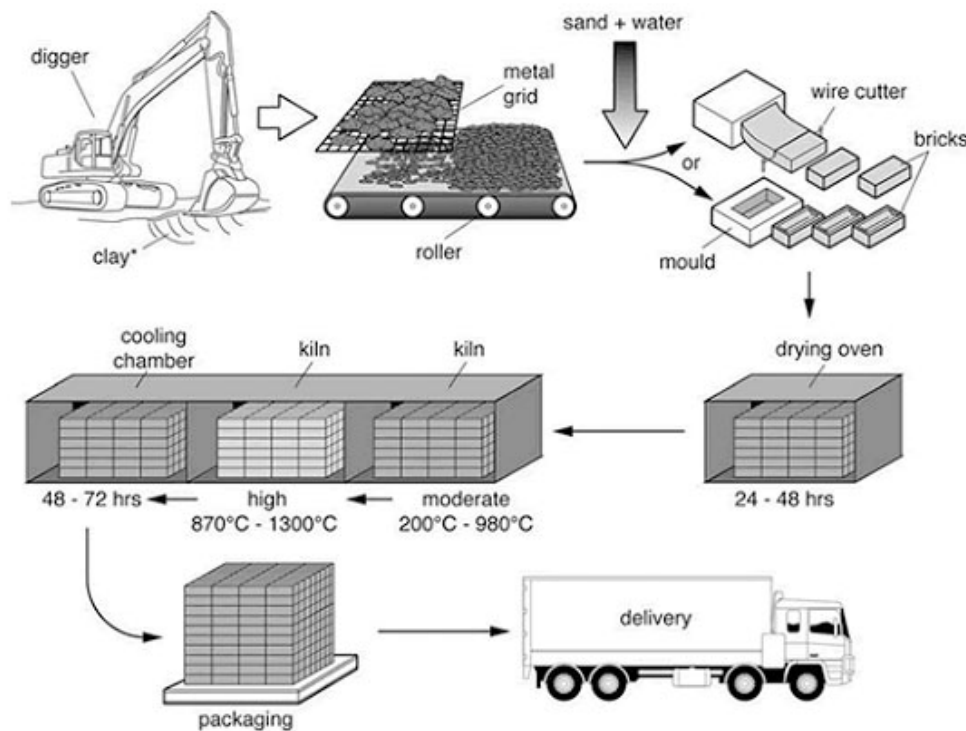 digger
clay*
metal
grid
roller
sand + water
or
wire cutter
bricks
mould
drying oven
24 - 48 hrs
kiln
moderate
200°C - 980°C
kiln
high
870°C - 1300°C
cooling
chamber
48 - 72 hrs
packaging
delivery